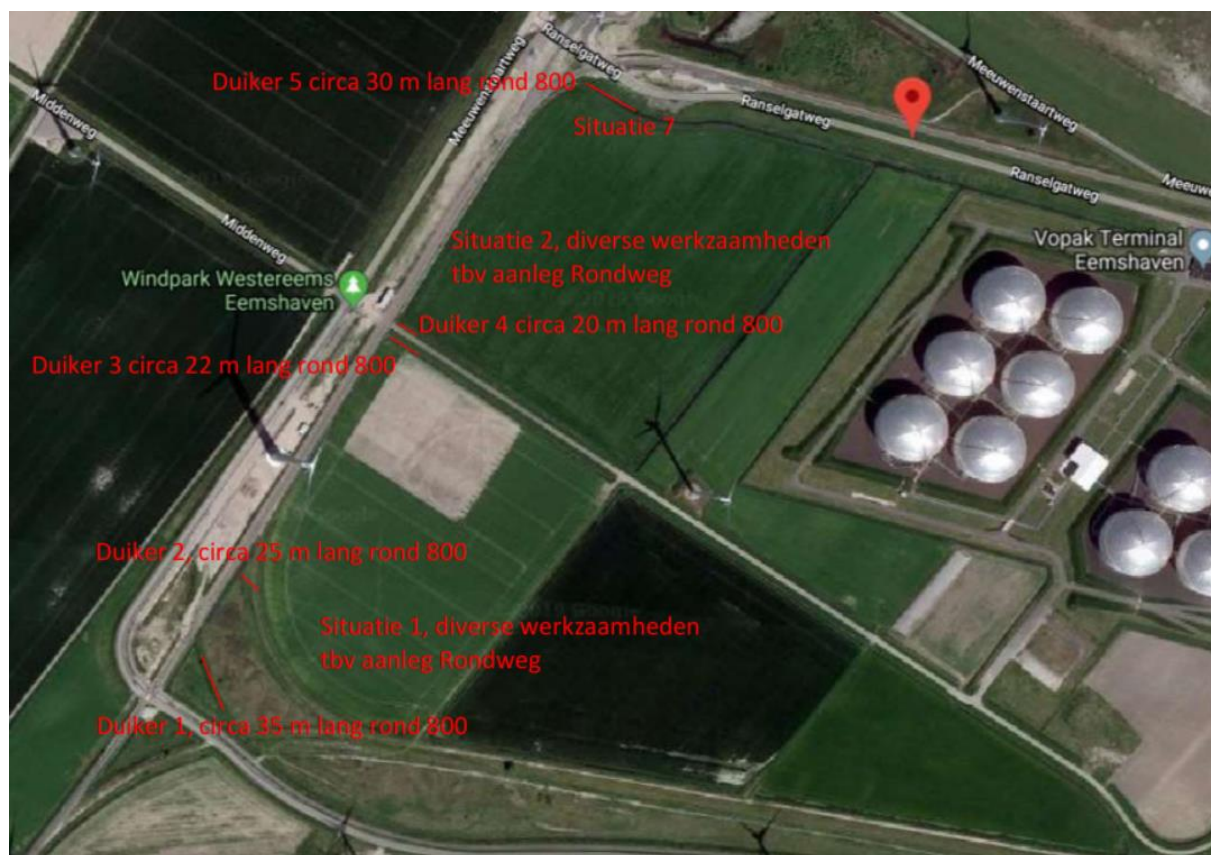 Duiker 5 circa 30 m lang rond 800
Ranselgatweg
Meeuwenstaartweg
Situatie 7
Ranselgatweg
Meeuwenstaartweg
Ranselgatweg
Meeuwens
Middenweg
Meeuwenstaartweg
Middenweg
Situatie 2, diverse werkzaamheden
tbv aanleg Rondweg
Vopak Terminal
Eemshaven
Windpark Westereems
Eemshaven
Duiker 4 circa 20 m lang rond 800
Duiker 3 circa 22 m lang rond 800
Duiker 2, circa 25 m lang rond 800
Situatie 1, diverse werkzaamheden
tbv aanleg Rondweg
Duiker 1, circa 35 m lang rond 800